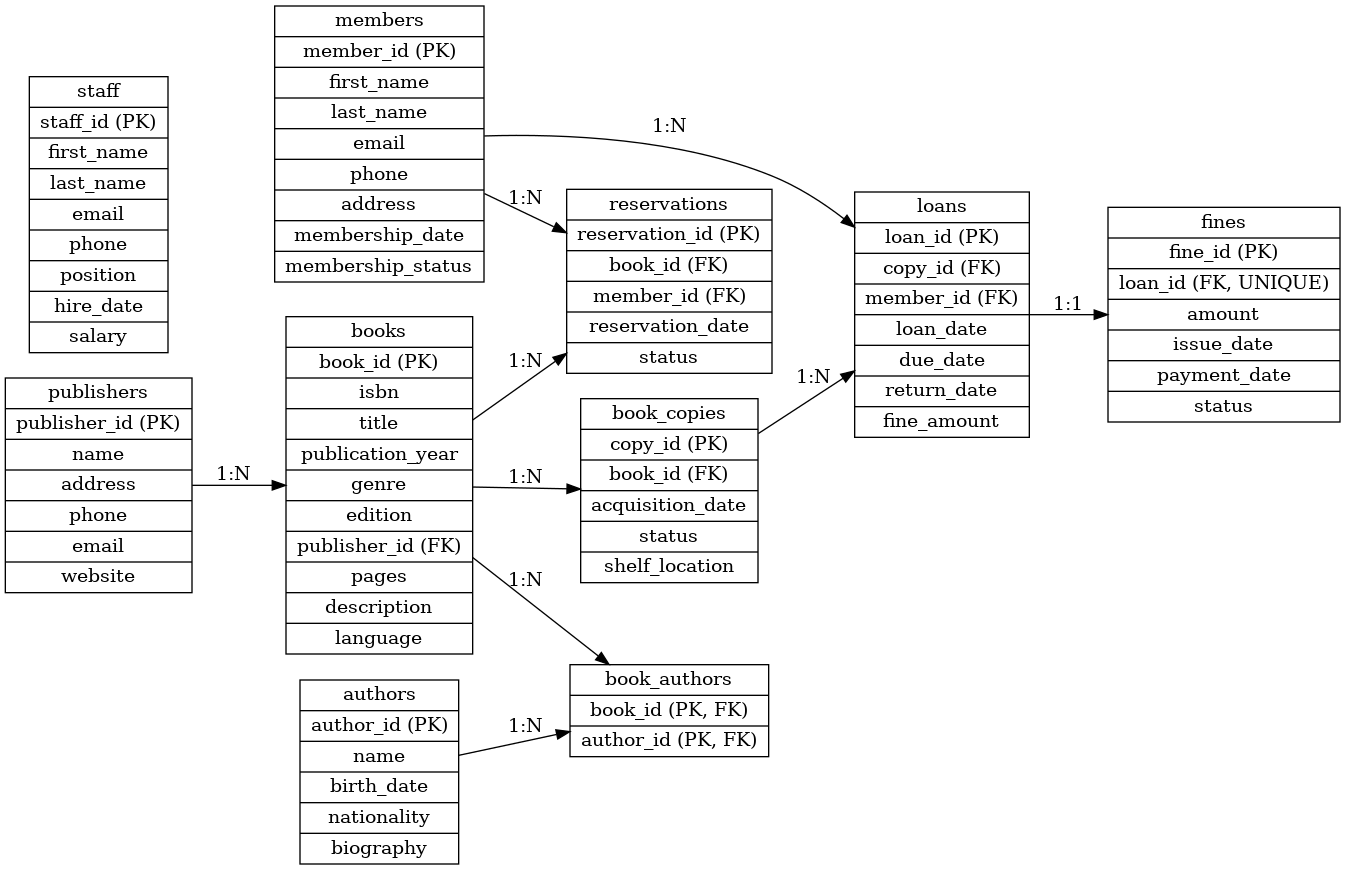 members
member_id (PK)
first_name
last_name
email
phone
address
membership_date
membership_status
staff
staff_id (PK)
first_name
last_name
email
phone
position
hire_date
salary
1:N
1:N
reservations
reservation_id (PK)
book_id (FK)
member_id (FK)
reservation_date
status
loans
loan_id (PK)
copy_id (FK)
member_id (FK)
loan_date
due_date
return_date
fine_amount
1:1
fines
fine_id (PK)
loan_id (FK, UNIQUE)
amount
issue_date
payment_date
status
publishers
publisher_id (PK)
name
address
phone
email
website
1:N
books
book_id (PK)
isbn
title
publication_year
genre
edition
publisher_id (FK)
pages
description
language
1:N
1:N
1:N
1:N
book_copies
copy_id (PK)
book_id (FK)
acquisition_date
status
shelf_location
authors
author_id (PK)
name
birth_date
nationality
biography
1:N
book_authors
book_id (PK, FK)
author_id (PK, FK)